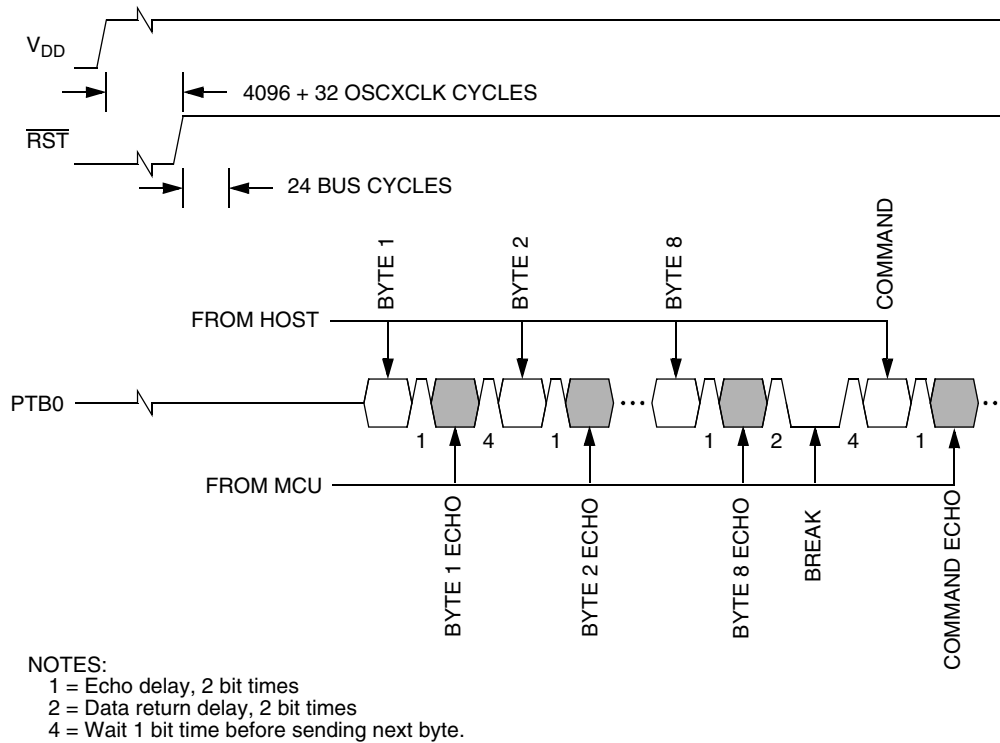 VDD
4096 + 32 OSCXCLK CYCLES
RST
24 BUS CYCLES
BYTE 1
BYTE 2
BYTE 8
COMMAND
FROM HOST
PTB0
...
...
1
4
1
1
2
4
1
FROM MCU
BYTE 1 ECHO
BYTE 2 ECHO
BYTE 8 ECHO
BREAK
COMMAND ECHO
NOTES:
1 = Echo delay, 2 bit times
2 = Data return delay, 2 bit times
4 = Wait 1 bit time before sending next byte.